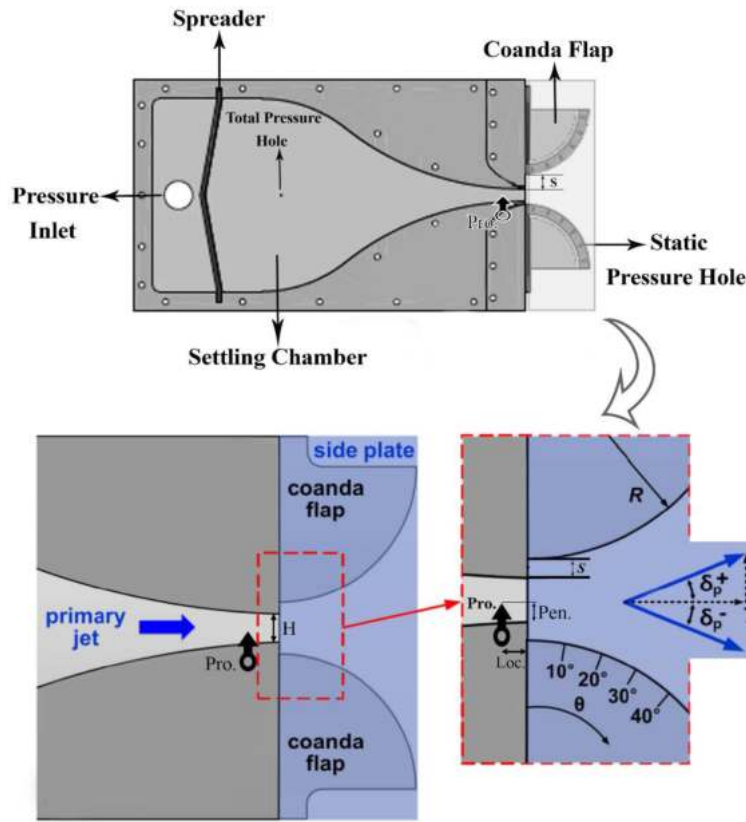 Spreader
Coanda Flap
Total Pressure
Hole
s
Pressure
Inlet
Pro.
Static
Pressure Hole
Settling Chamber
side plate
coanda
flap
primary
jet
H
Pro.
coanda
flap
R
s
Pro.
Pen.
δp+
δp-
Loc.
10°
20°
30°
40°
θ